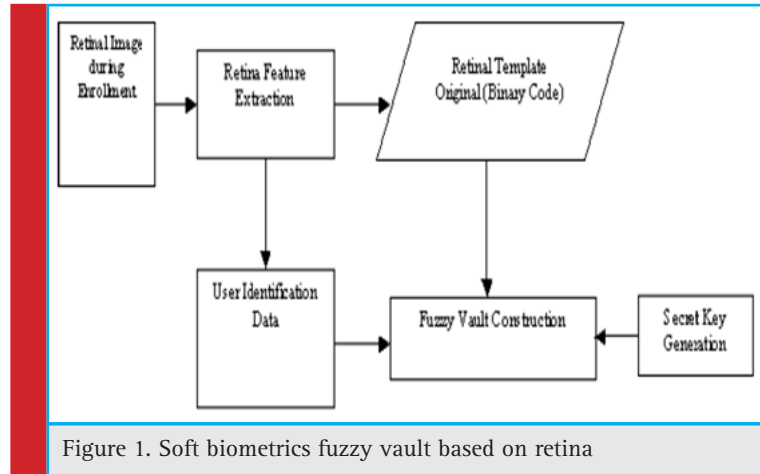 Retinal Image
during
Enrollment
Retina Feature
Extraction
Retinal Template
Original(Binary Code)
User Identification
Data
Fuzzy Vault Construction
Secret Key
Generation
Figure 1. Soft biometrics fuzzy vault based on retina